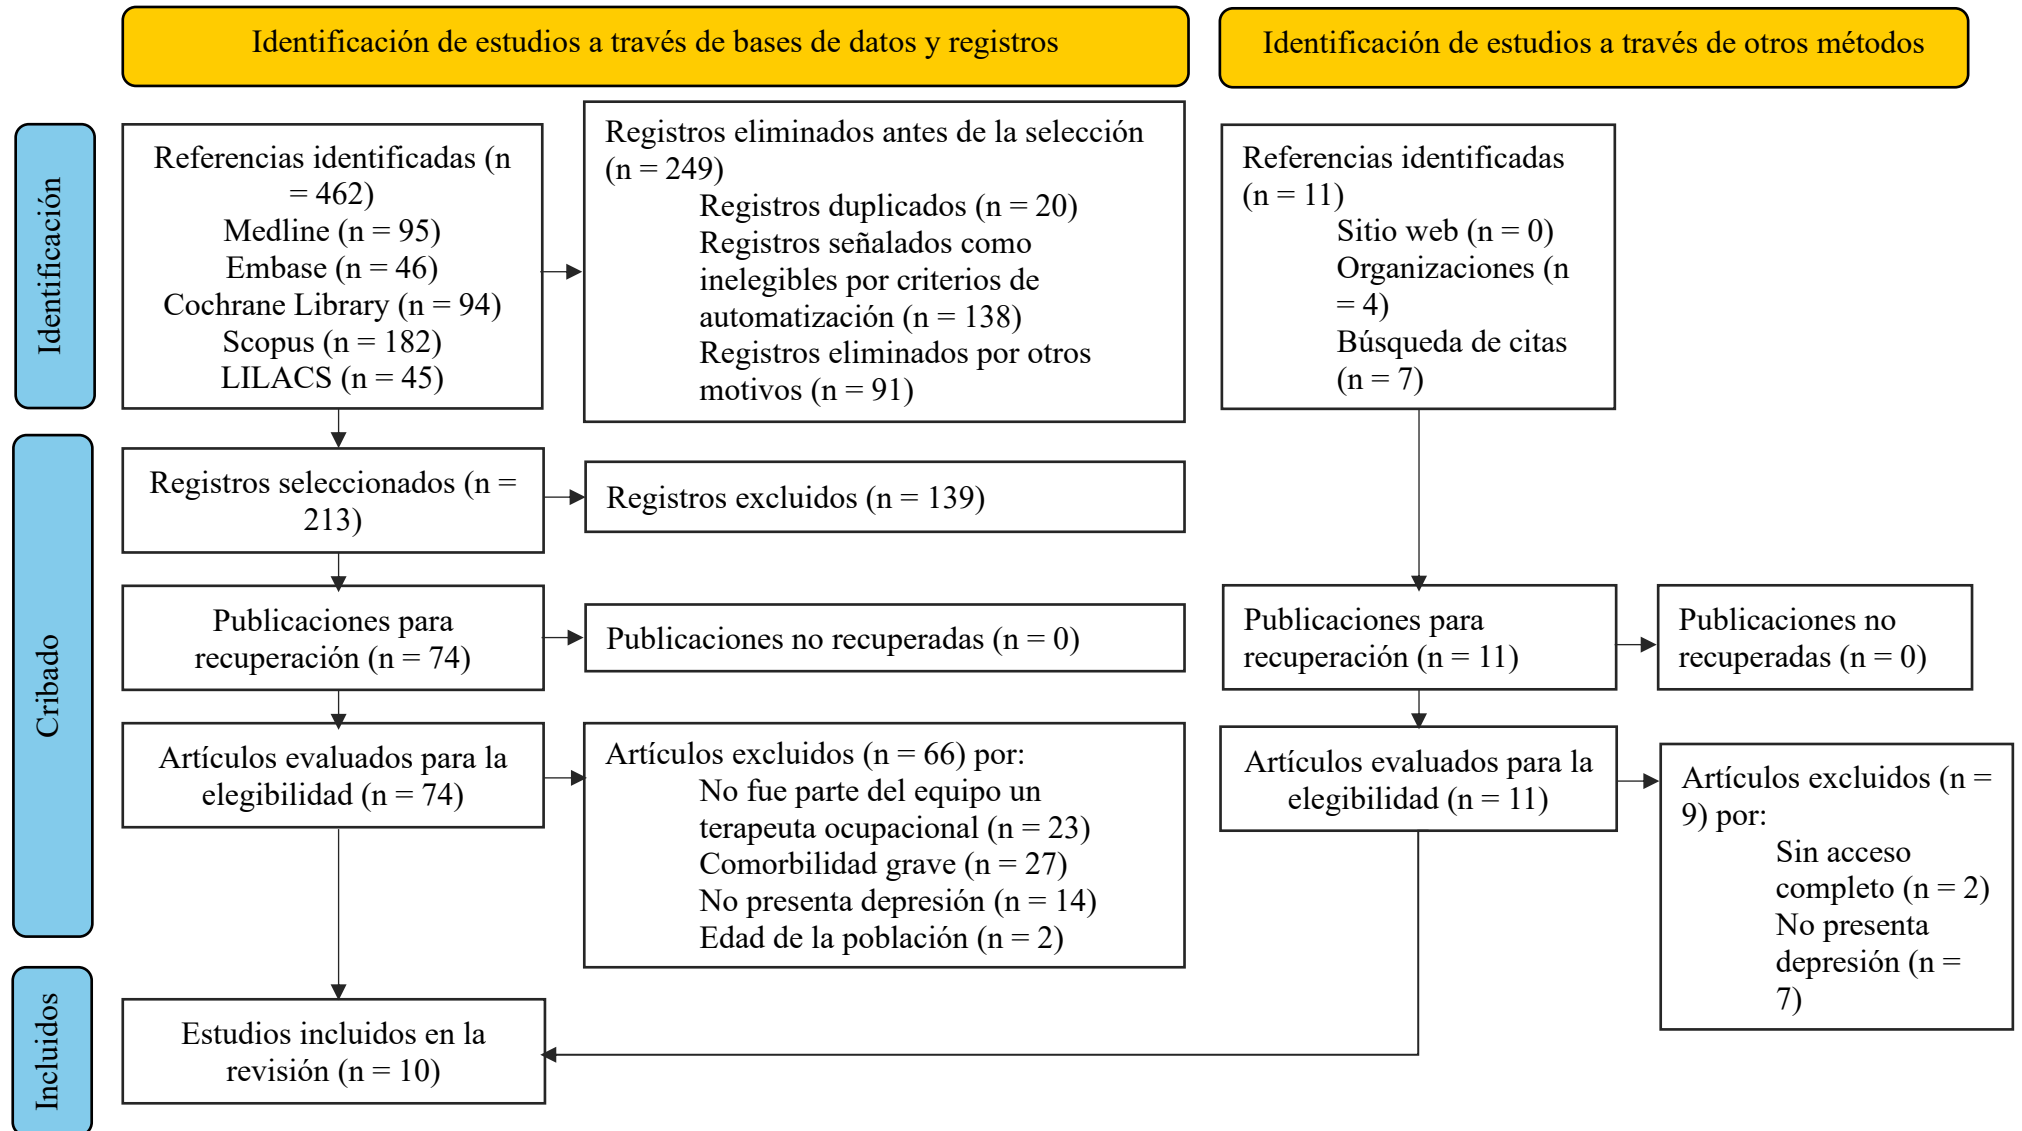 Identificación de estudios a través de bases de datos y registros
Identificación de estudios a través de otros métodos
Identificación
Referencias identificadas (n
= 462)
Medline (n = 95)
Embase (n = 46)
Cochrane Library (n = 94)
Scopus (n = 182)
LILACS (n = 45)
Registros eliminados antes de la selección
(n = 249)
Registros duplicados (n = 20)
Registros señalados como
inelegibles por criterios de
automatización (n = 138)
Registros eliminados por otros
motivos (n = 91)
Referencias identificadas
(n = 11)
Sitio web (n = 0)
Organizaciones (n
= 4)
Búsqueda de citas
(n = 7)
Cribado
Registros seleccionados (n =
213)
Registros excluidos (n = 139)
Publicaciones para
recuperación (n = 74)
Publicaciones no recuperadas (n = 0)
Publicaciones para
recuperación (n = 11)
Publicaciones no
recuperadas (n = 0)
Artículos evaluados para la
elegibilidad (n = 74)
Artículos excluidos (n = 66) por:
No fue parte del equipo un
terapeuta ocupacional (n = 23)
Comorbilidad grave (n = 27)
No presenta depresión (n = 14)
Edad de la población (n = 2)
Artículos evaluados para la
elegibilidad (n = 11)
Artículos excluidos (n =
9) por:
Sin acceso
completo (n = 2)
No presenta
depresión (n =
7)
Incluidos
Estudios incluidos en la
revisión (n = 10)